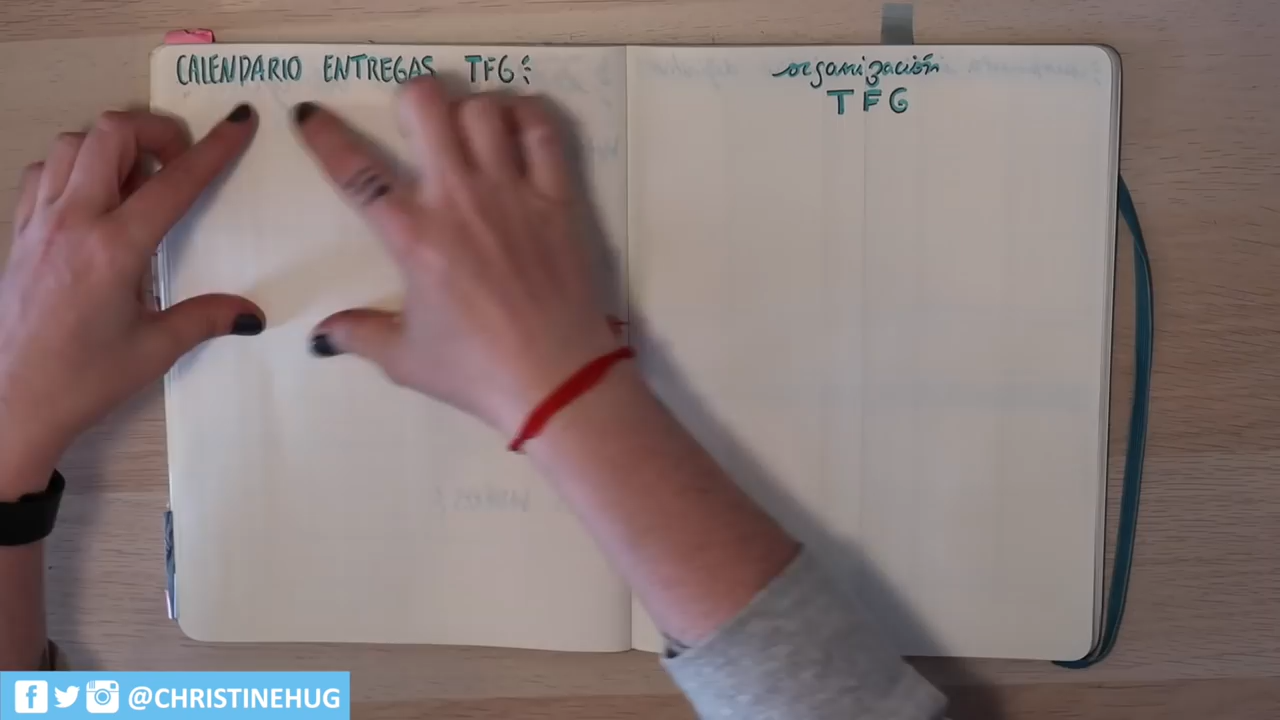 CALENDARIO ENTREGAS TFG:
organización
TFG
@CHRISTINEHUG